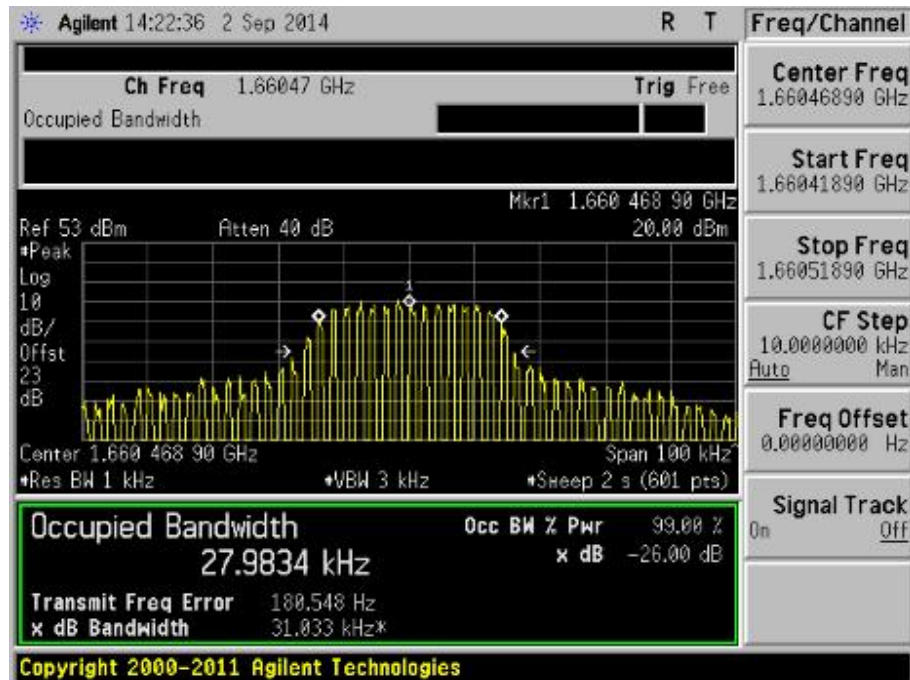 Agilent 14:22:36 2 Sep 2014 R T
Freq/Channel
Ch Freq 1.66047 GHz Trig Free
Occupied Bandwidth
Center Freq
1.66046890 GHz
Start Freq
1.66041890 GHz
Stop Freq
1.66051890 GHz
CF Step
10.0000000 kHz
Auto Man
Freq Offset
0.00000000 Hz
Signal Track
On Off
Mkr1 1.660 468 90 GHz
Ref 53 dBm Atten 40 dB 20.00 dBm
#Peak
Log
10
dB/
Offst
23
dB
1
Center 1.660 468 90 GHz Span 100 kHz^
#Res BW 1 kHz #VBW 3 kHz #Sweep 2 s (601 pts)
Occupied Bandwidth
27.9834 kHz
Occ BW % Pwr 99.00 %
x dB -26.00 dB
Transmit Freq Error 180.548 Hz
x dB Bandwidth 31.033 kHz*
Copyright 2000-2011 Agilent Technologies